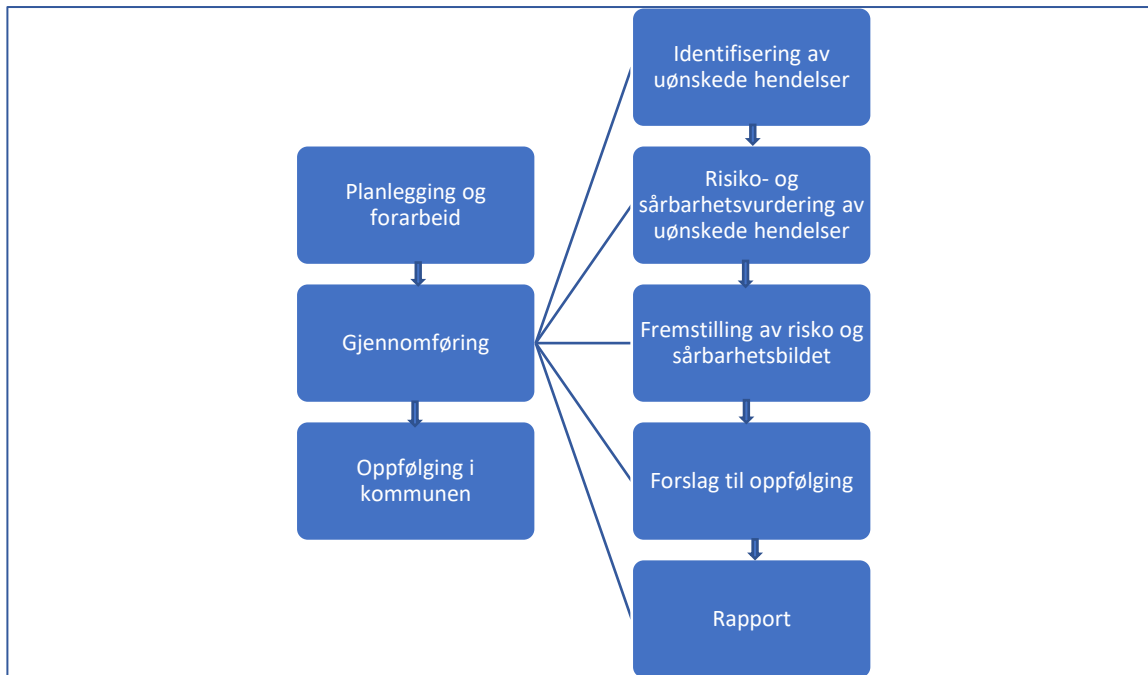 Planlegging og
forarbeid
Gjennomføring
Oppfølging i
kommunen
Identifisering av
uønskede hendelser
Risiko- og
sårbarhetsvurdering av
uønskede hendelser
Fremstilling av risko og
sårbarhetsbildet
Forslag til oppfølging
Rapport